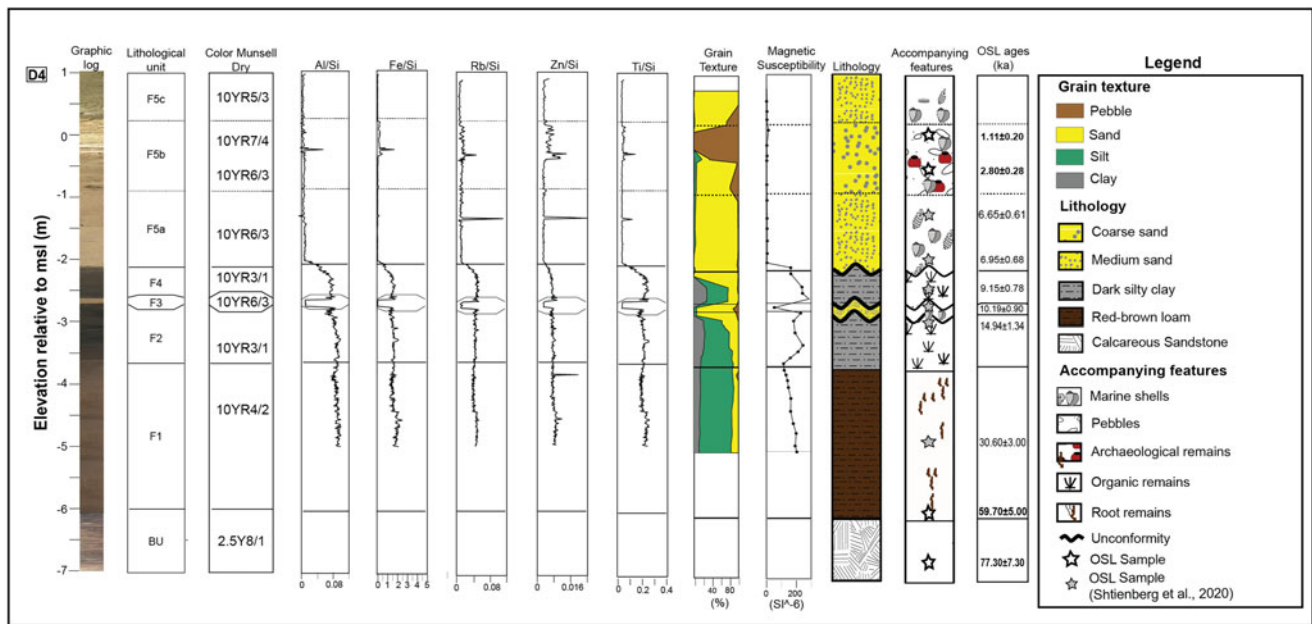 Graphic log
Lithological unit
Color Munsell Dry
Al/Si
Fe/Si
Rb/Si
Zn/Si
Ti/Si
Grain Texture
Magnetic Susceptibility
Lithology
Accompanying features
OSL ages (ka)
D4
Elevation relative to msl (m)
1
0
-1
-2
-3
-4
-5
-6
-7
F5c
F5b
F5a
F4
F3
F2
F1
BU
10YR5/3
10YR7/4
10YR6/3
10YR6/3
10YR3/1
10YR6/3
10YR3/1
10YR4/2
2.5Y8/1
0 0.08
0 1 2 3 4 5
0 0.08
0 0.016
0 0.2
40 80
(%)
0 200
(SI^-6)
1.11±0.20
2.80±0.28
6.65±0.61
6.95±0.68
9.15±0.78
10.19±0.90
14.94±1.34
30.60±3.00
59.70±5.00
77.30±7.30
Legend
Grain texture
Pebble
Sand
Silt
Clay
Lithology
Coarse sand
Medium sand
Dark silty clay
Red-brown loam
Calcareous Sandstone
Accompanying features
Marine shells
Pebbles
Archaeological remains
Organic remains
Root remains
Unconformity
OSL Sample
OSL Sample
(Shtienberg et al., 2020)